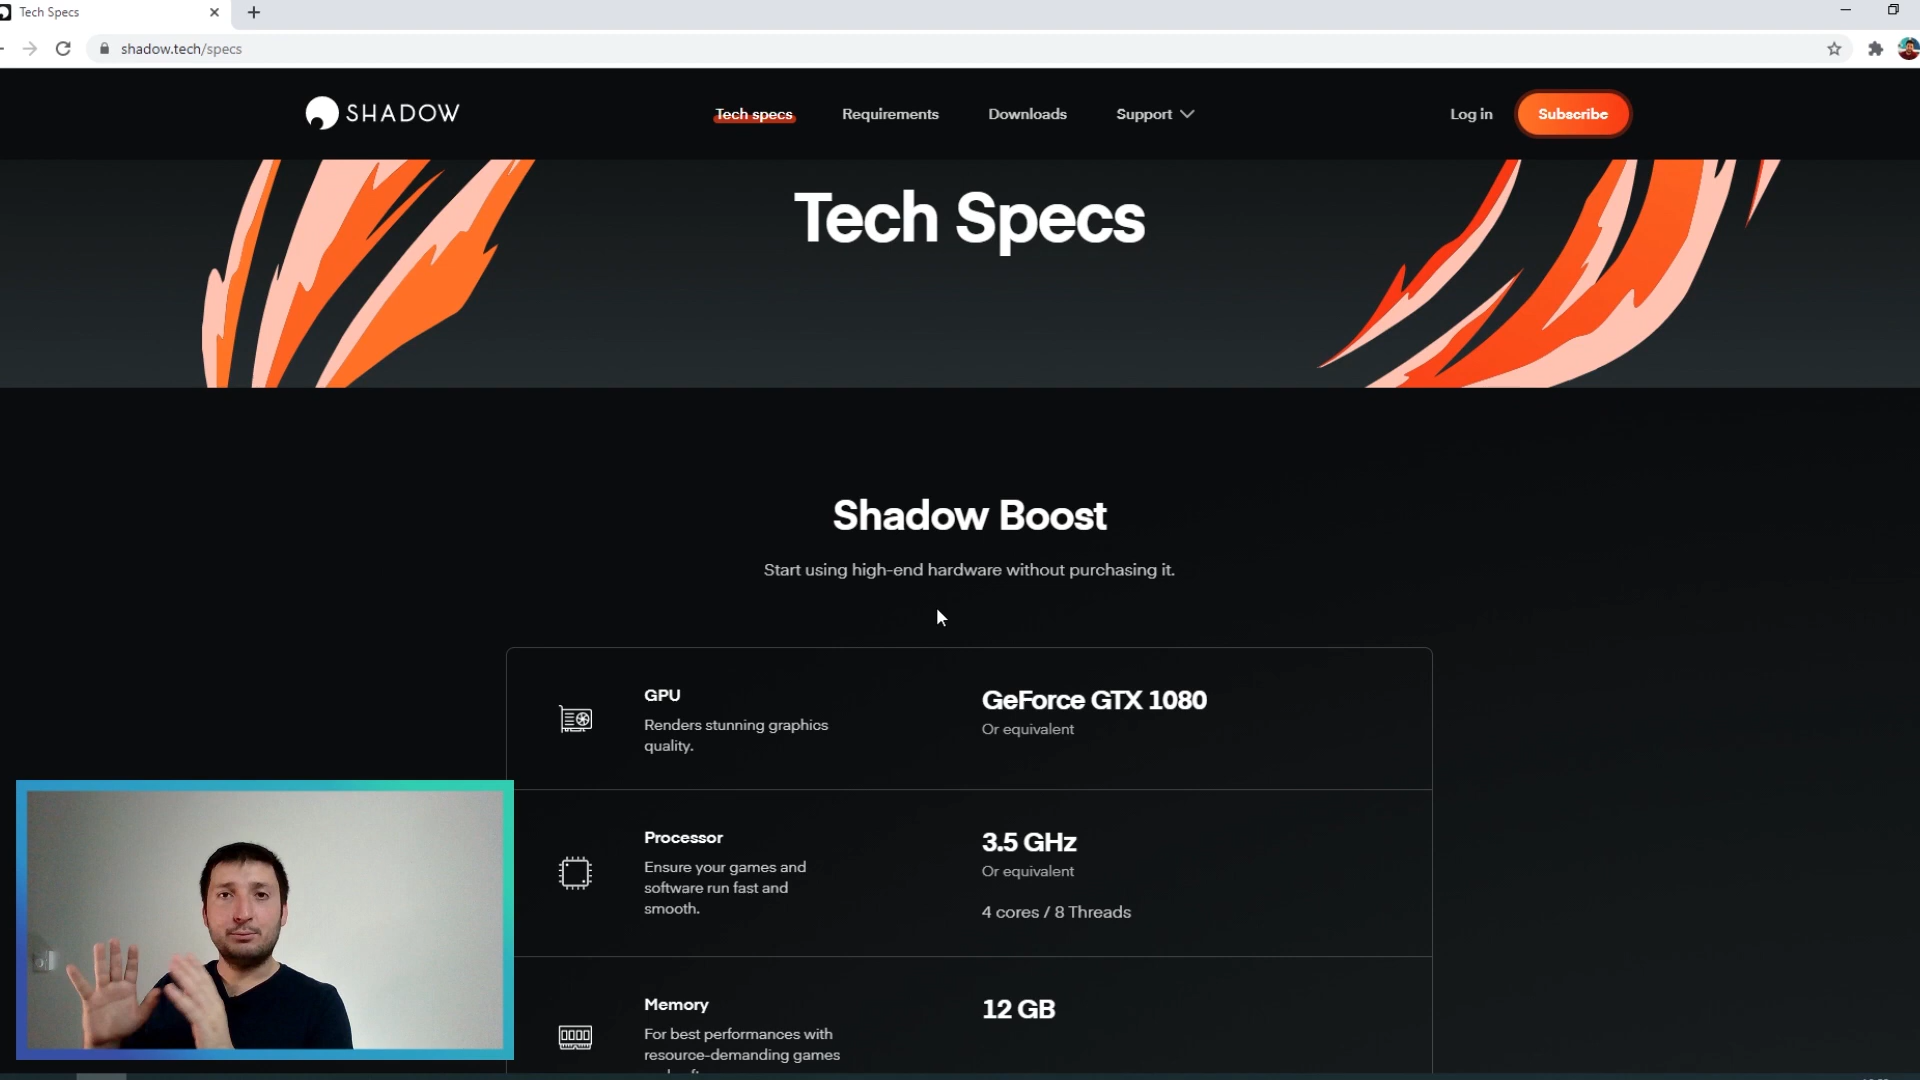 Tech Specs
shadow.tech/specs
SHADOW
Tech specs
Requirements
Downloads
Support
Log in
Subscribe
Tech Specs
Shadow Boost
Start using high-end hardware without purchasing it.
GPU
Renders stunning graphics
quality.
GeForce GTX 1080
Or equivalent
Processor
Ensure your games and
software run fast and
smooth.
3.5 GHz
Or equivalent
4 cores / 8 Threads
Memory
For best performances with
resource-demanding games
12 GB